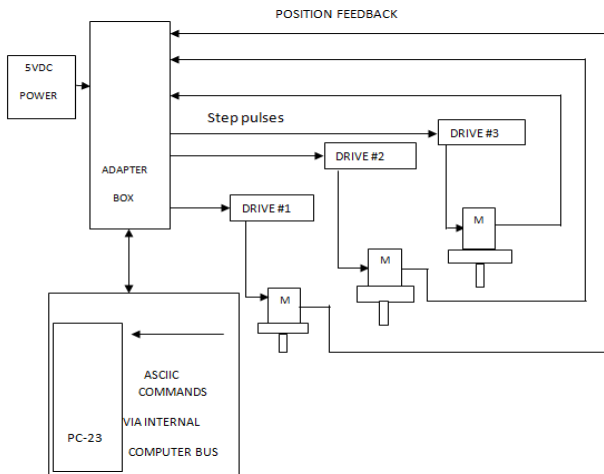 POSITION FEEDBACK
5VDC
POWER
Step pulses
DRIVE #3
DRIVE #2
ADAPTER
BOX
DRIVE #1
M
M
M
ASCIIC
COMMANDS
VIA INTERNAL
PC-23
COMPUTER BUS